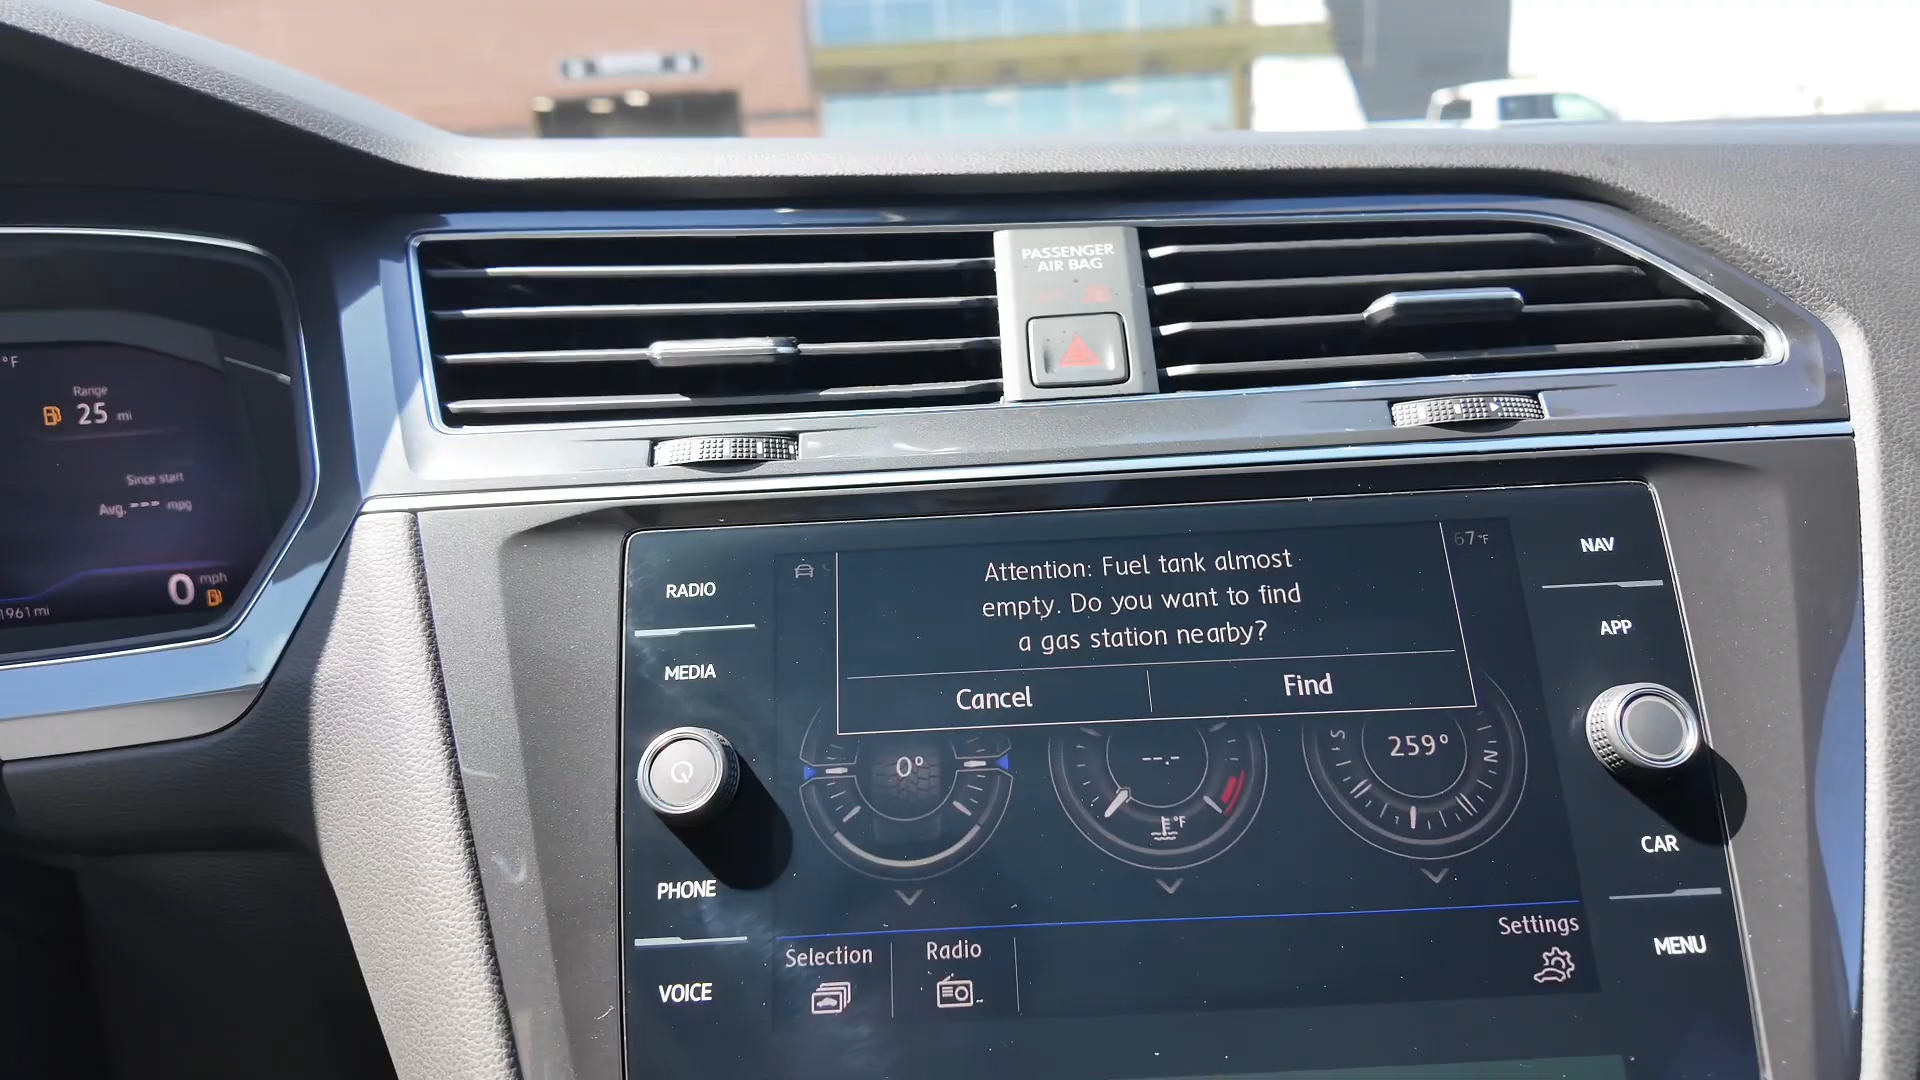 °F
Range
25 mi
Since start
Avg. --- mpg
0 mph
1961 mi
PASSENGER
AIR BAG
RADIO
MEDIA
PHONE
VOICE
67°F
Attention: Fuel tank almost
empty. Do you want to find
a gas station nearby?
Cancel
Find
0°
--.-
°F
259°
S
N
Selection
Radio
Settings
NAV
APP
CAR
MENU